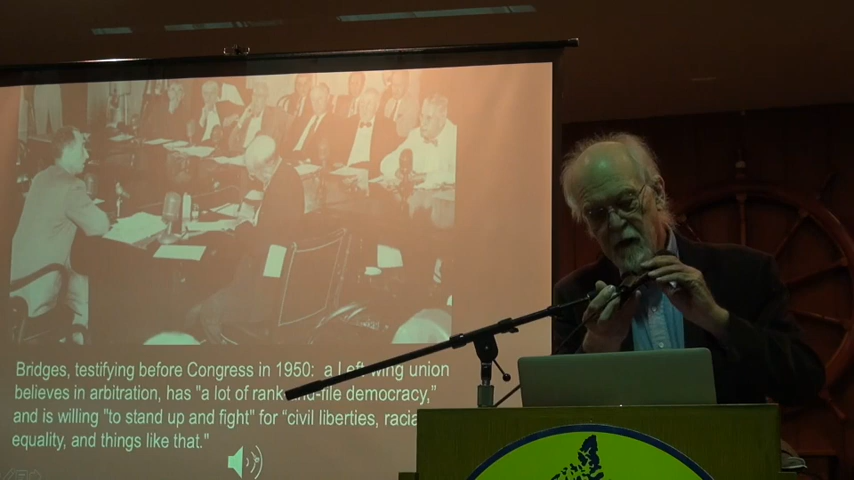 Bridges, testifying before Congress in 1950: a Left wing union
believes in arbitration, has "a lot of rank-and-file democracy,"
and is willing "to stand up and fight" for "civil liberties, racial
equality, and things like that."